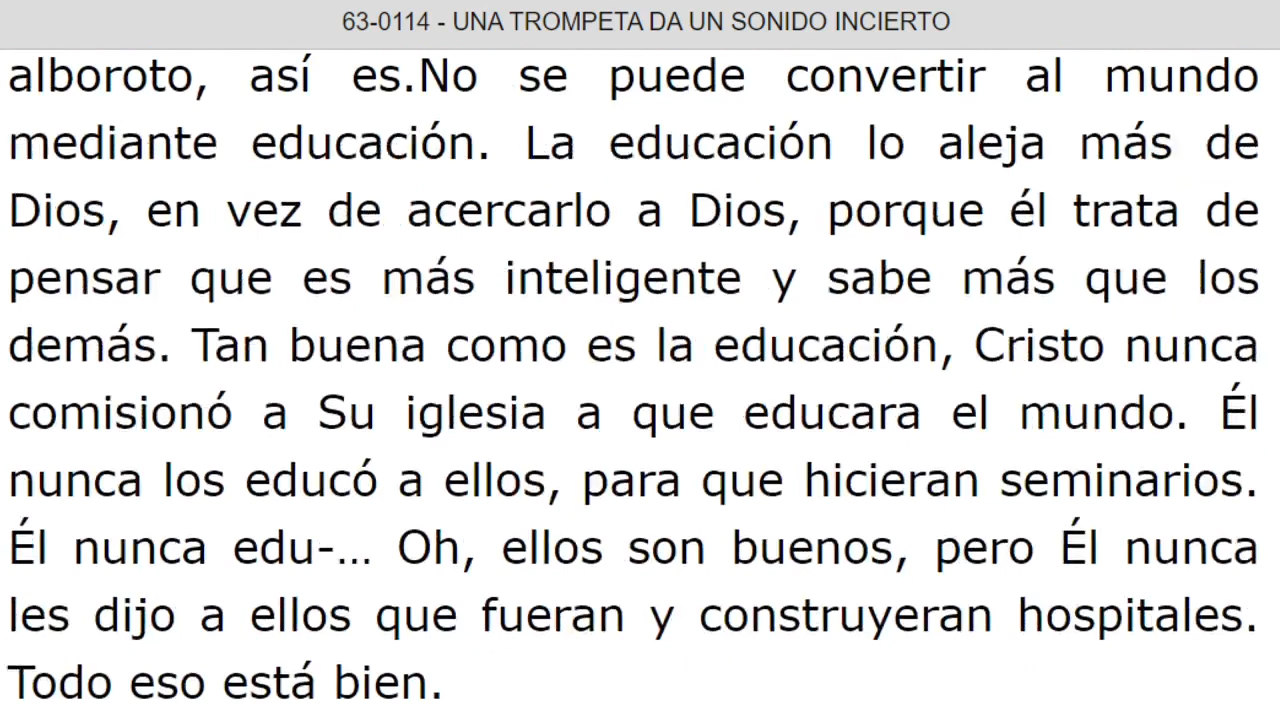 63-0114 - UNA TROMPETA DA UN SONIDO INCIERTO
alboroto, así es.No se puede convertir al mundo
mediante educación. La educación lo aleja más de
Dios, en vez de acercarlo a Dios, porque él trata de
pensar que es más inteligente y sabe más que los
demás. Tan buena como es la educación, Cristo nunca
comisionó a Su iglesia a que educara el mundo. Él
nunca los educó a ellos, para que hicieran seminarios.
Él nunca edu-... Oh, ellos son buenos, pero Él nunca
les dijo a ellos que fueran y construyeran hospitales.
Todo eso está bien.